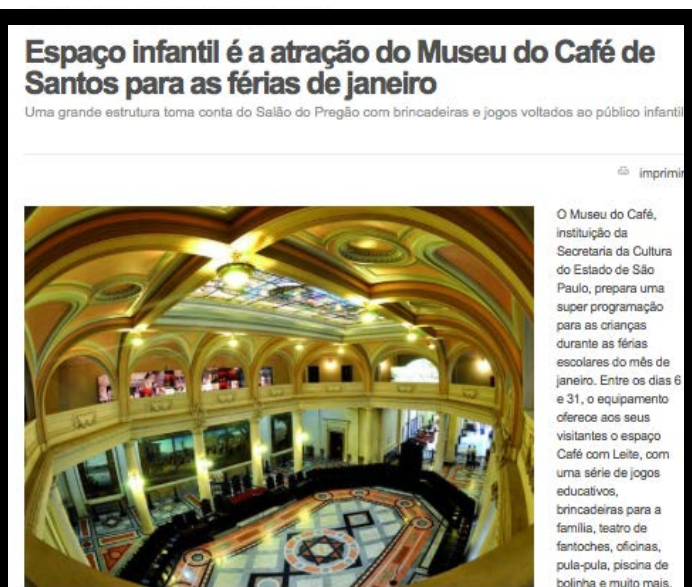 Espaço infantil é a atração do Museu do Café de
Santos para as férias de janeiro
Uma grande estrutura toma conta do Salão do Pregão com brincadeiras e jogos voltados ao público infantil
imprimir
O Museu do Café,
instituição da
Secretaria da Cultura
do Estado de São
Paulo, prepara uma
super programação
para as crianças
durante as férias
escolares do mês de
janeiro. Entre os dias 6
e 31, o equipamento
oferece aos seus
visitantes o espaço
Café com Leite, com
uma série de jogos
educativos,
brincadeiras para a
família, teatro de
fantoches, oficinas,
pula-pula, piscina de
bolinha e muito mais.